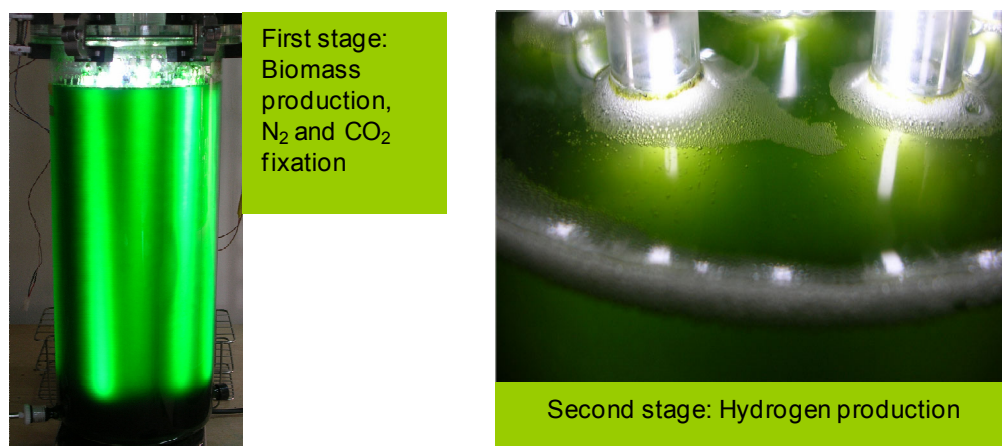 First stage:
Biomass
production,
N₂ and CO₂
fixation
Second stage: Hydrogen production